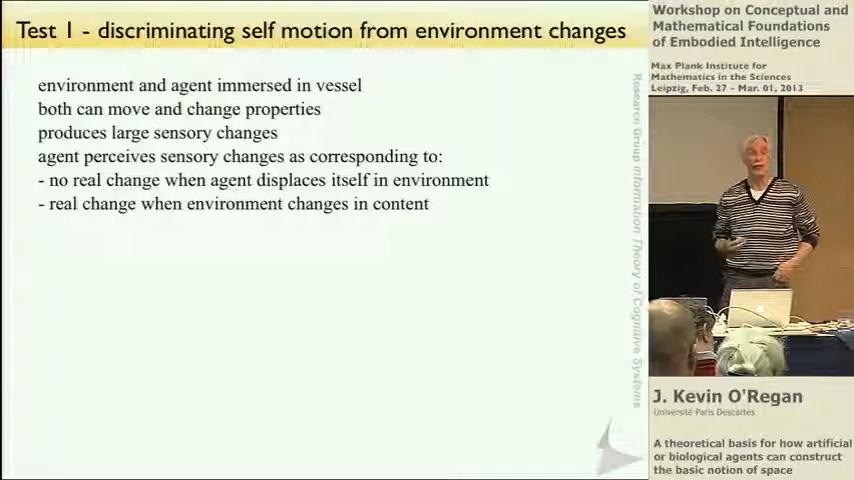 Test 1 - discriminating self motion from environment changes
environment and agent immersed in vessel
both can move and change properties
produces large sensory changes
agent perceives sensory changes as corresponding to:
- no real change when agent displaces itself in environment
- real change when environment changes in content
Research Group Information Theory of Cognitive Systems
Workshop on Conceptual and
Mathematical Foundations
of Embodied Intelligence
Max Plank Institute for
Mathematics in the Sciences
Leipzig, Feb. 27 - Mar. 01, 2013
J. Kevin O'Regan
Université Paris Descartes
A theoretical basis for how artificial
or biological agents can construct
the basic notion of space